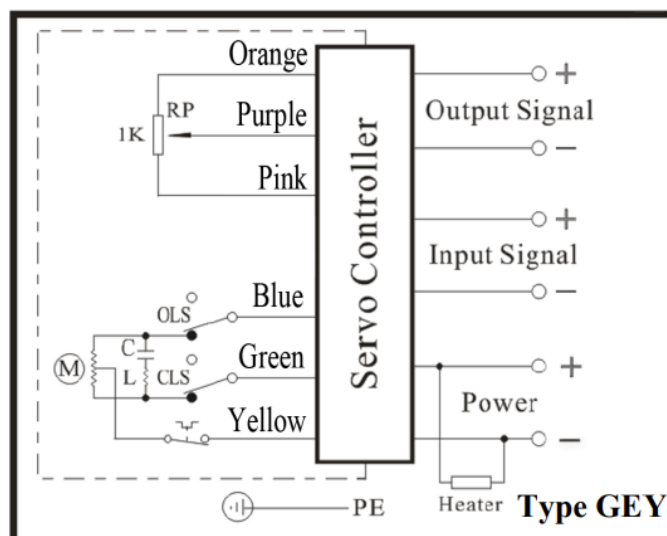 Orange
RP
Purple
1K
Pink
Servo Controller
+
Output Signal
−
+
Input Signal
−
Blue
OLS
C
M
L
CLS
Green
Yellow
+
Power
−
PE
Heater
Type GEY